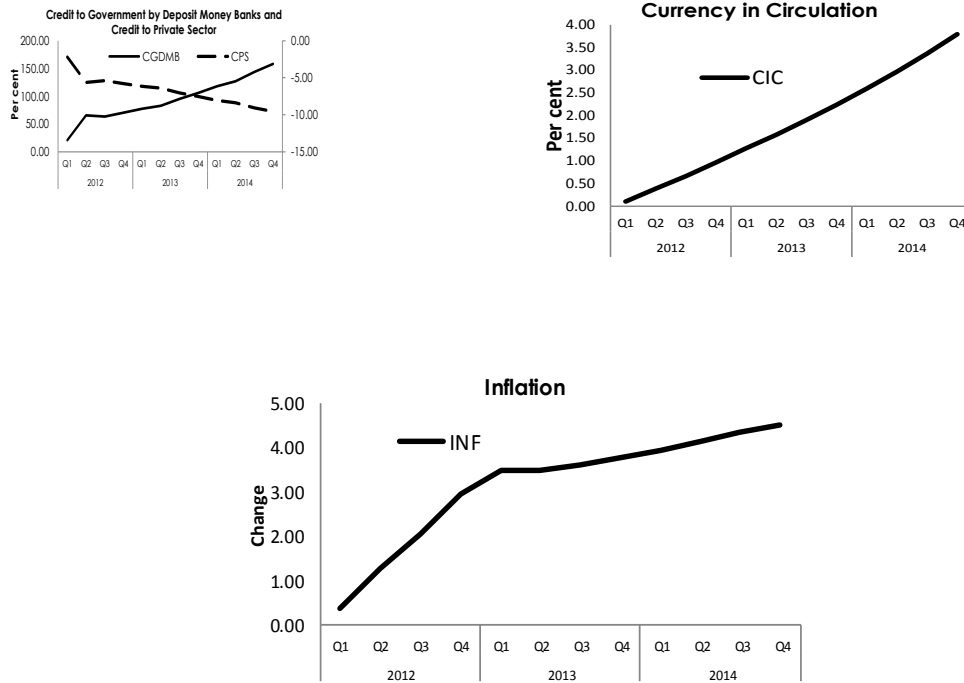 Credit to Government by Deposit Money Banks and
Credit to Private Sector
200.00
150.00
100.00
50.00
0.00
Per cent
CGDMB
CPS
0.00
-5.00
-10.00
-15.00
Q1 Q2 Q3 Q4 Q1 Q2 Q3 Q4 Q1 Q2 Q3 Q4
2012 2013 2014
Currency in Circulation
4.00
3.50
3.00
2.50
2.00
1.50
1.00
0.50
0.00
Per cent
CIC
Q1 Q2 Q3 Q4 Q1 Q2 Q3 Q4 Q1 Q2 Q3 Q4
2012 2013 2014
Inflation
5.00
4.00
3.00
2.00
1.00
0.00
Change
INF
Q1 Q2 Q3 Q4 Q1 Q2 Q3 Q4 Q1 Q2 Q3 Q4
2012 2013 2014